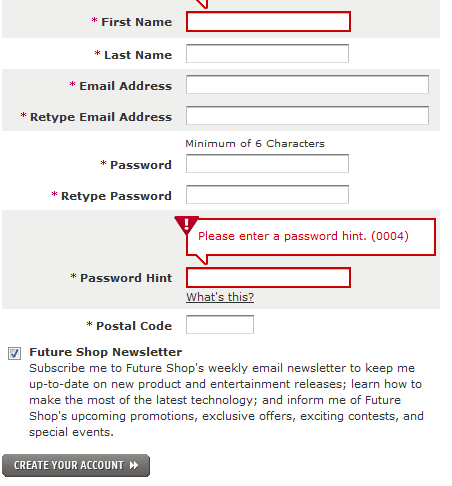 * First Name
* Last Name
* Email Address
* Retype Email Address
Minimum of 6 Characters
* Password
* Retype Password
! Please enter a password hint. (0004)
* Password Hint
What's this?
* Postal Code
Future Shop Newsletter
Subscribe me to Future Shop's weekly email newsletter to keep me
up-to-date on new product and entertainment releases; learn how to
make the most of the latest technology; and inform me of Future
Shop's upcoming promotions, exclusive offers, exciting contests, and
special events.
CREATE YOUR ACCOUNT